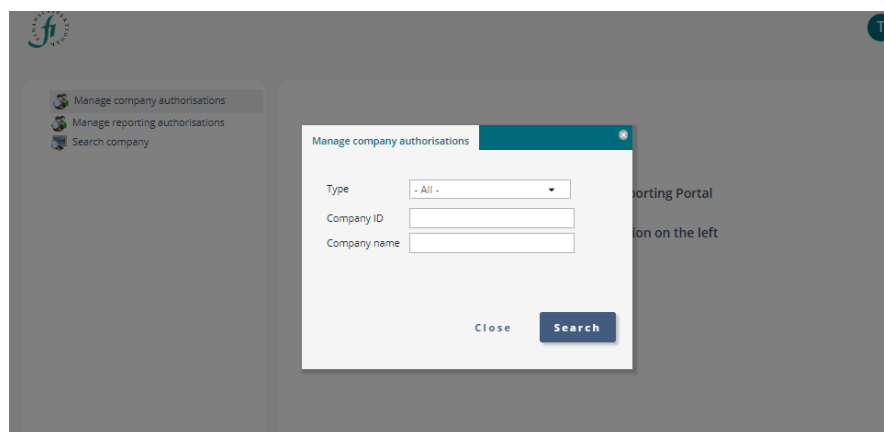 fi
T
Manage company authorisations
Manage reporting authorisations
Search company
Manage company authorisations
Type
- All -
Company ID
Company name
orting Portal
ion on the left
Close
Search